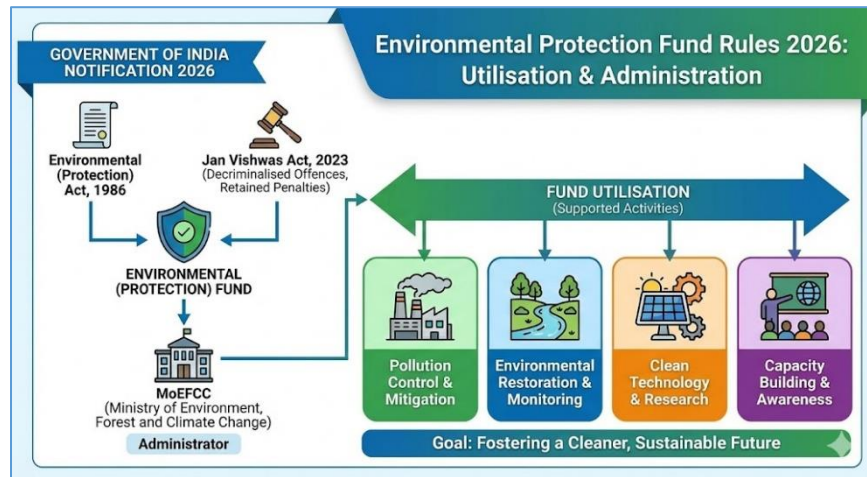 GOVERNMENT OF INDIA
NOTIFICATION 2026
Environmental Protection Fund Rules 2026:
Utilisation & Administration
Environmental
(Protection)
Act, 1986
Jan Vishwas Act, 2023
(Decriminalised Offences,
Retained Penalties)
ENVIRONMENTAL
(PROTECTION) FUND
MoEFCC
(Ministry of Environment,
Forest and Climate Change)
Administrator
FUND UTILISATION
(Supported Activities)
Pollution
Control &
Mitigation
Environmental
Restoration &
Monitoring
Clean
Technology
& Research
Capacity
Building &
Awareness
Goal: Fostering a Cleaner, Sustainable Future